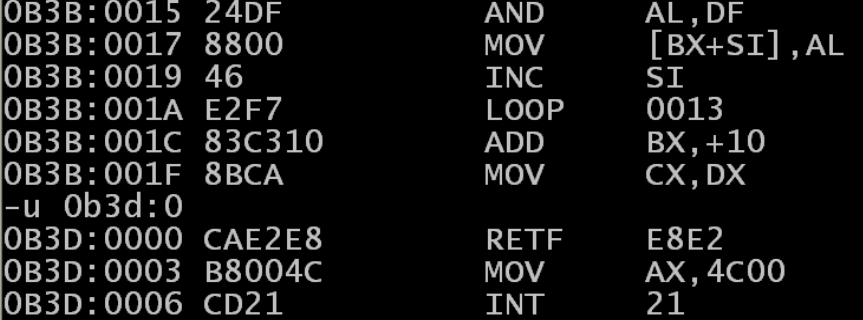 0B3B:0015 24DF AND AL,DF
0B3B:0017 8800 MOV [BX+SI],AL
0B3B:0019 46 INC SI
0B3B:001A E2F7 LOOP 0013
0B3B:001C 83C310 ADD BX,+10
0B3B:001F 8BCA MOV CX,DX
-u 0b3d:0
0B3D:0000 CAE2E8 RETF E8E2
0B3D:0003 B8004C MOV AX,4C00
0B3D:0006 CD21 INT 21